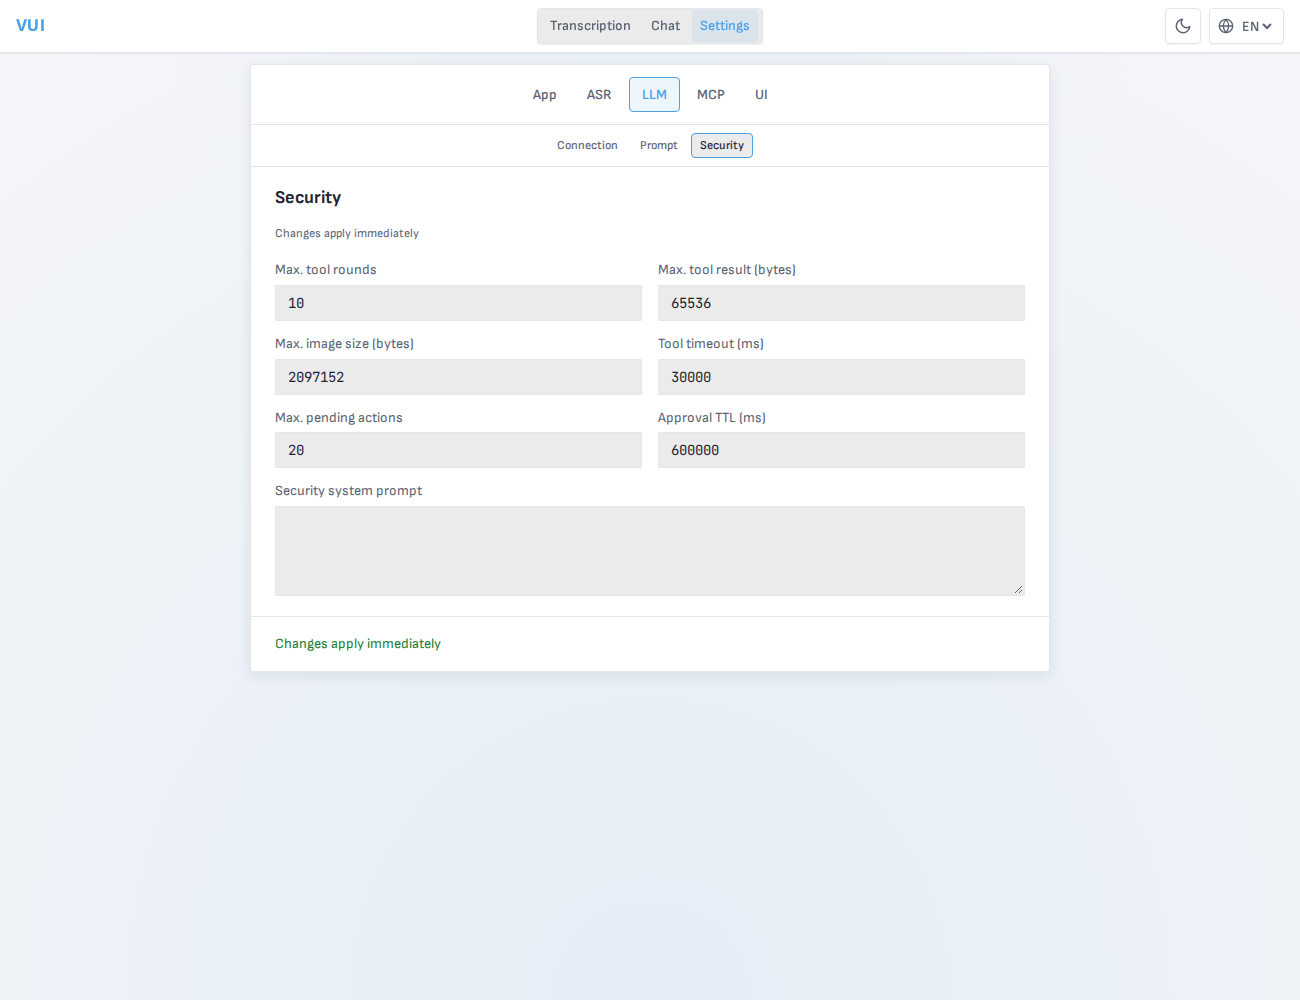 VUI
Transcription Chat Settings
EN
App ASR LLM MCP UI
Connection Prompt Security
Security
Changes apply immediately
Max. tool rounds Max. tool result (bytes)
10 65536
Max. image size (bytes) Tool timeout (ms)
2097152 30000
Max. pending actions Approval TTL (ms)
20 600000
Security system prompt
Changes apply immediately